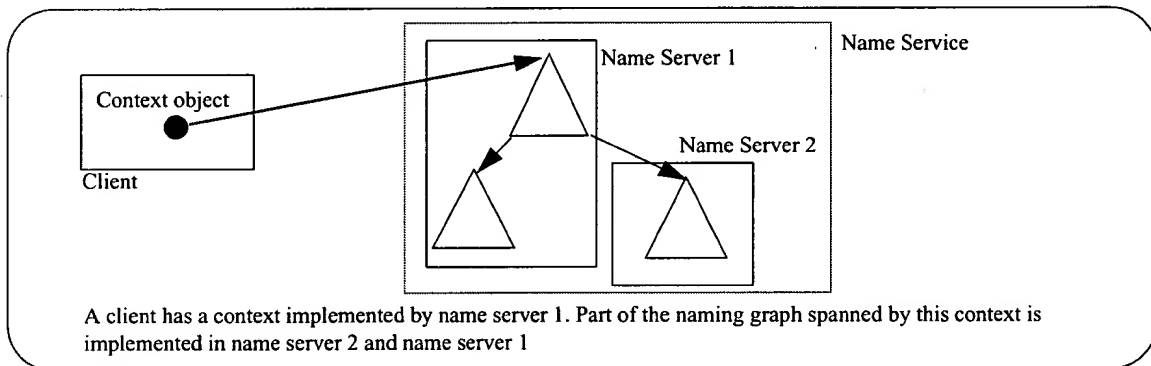 Name Service
Name Server 1
Context object
Name Server 2
Client
A client has a context implemented by name server 1. Part of the naming graph spanned by this context is
implemented in name server 2 and name server 1